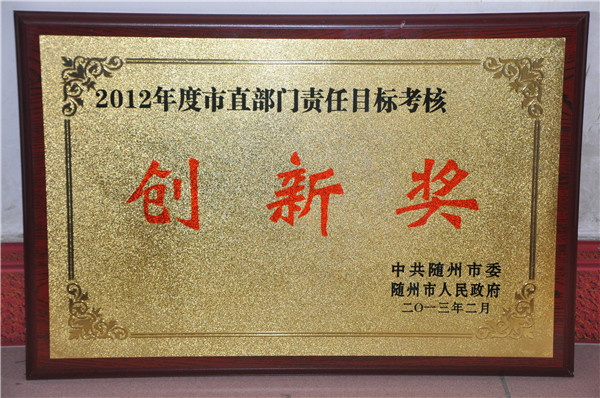 2012年度市直部门责任目标考核
创新奖
中共随州市委
随州市人民政府
二〇一三年二月